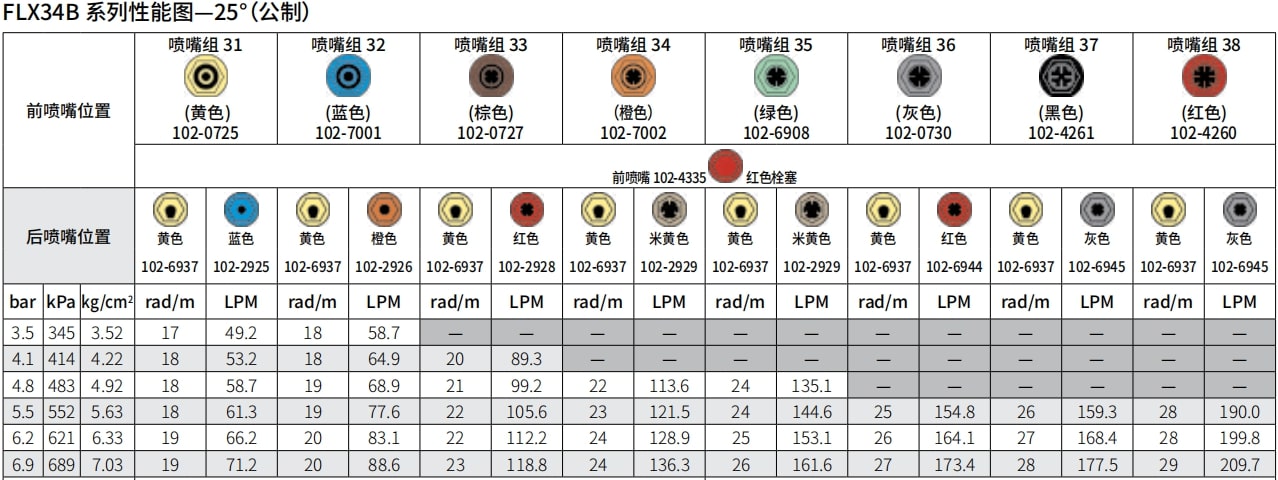 FLX34B 系列性能图—25°（公制）
前喷嘴位置 喷嘴组 31 喷嘴组 32 喷嘴组 33 喷嘴组 34 喷嘴组 35 喷嘴组 36 喷嘴组 37 喷嘴组 38
(黄色) (蓝色) (棕色) (橙色) (绿色) (灰色) (黑色) (红色)
102-0725 102-7001 102-0727 102-7002 102-6908 102-0730 102-4261 102-4260
前喷嘴 102-4335 红色栓塞
后喷嘴位置 黄色 蓝色 黄色 橙色 黄色 红色 黄色 米黄色 黄色 米黄色 黄色 红色 黄色 灰色 黄色 灰色
102-6937 102-2925 102-6937 102-2926 102-6937 102-2928 102-6937 102-2929 102-6937 102-2929 102-6937 102-6944 102-6937 102-6945 102-6937 102-6945
bar kPa kg/cm² rad/m LPM rad/m LPM rad/m LPM rad/m LPM rad/m LPM rad/m LPM rad/m LPM rad/m LPM
3.5 345 3.52 17 49.2 18 58.7 — — — — — — — — — — — —
4.1 414 4.22 18 53.2 18 64.9 20 89.3 — — — — — — — — — —
4.8 483 4.92 18 58.7 19 68.9 21 99.2 22 113.6 24 135.1 — — — — — —
5.5 552 5.63 18 61.3 19 77.6 22 105.6 23 121.5 24 144.6 25 154.8 26 159.3 28 190.0
6.2 621 6.33 19 66.2 20 83.1 22 112.2 24 128.9 25 153.1 26 164.1 27 168.4 28 199.8
6.9 689 7.03 19 71.2 20 88.6 23 118.8 24 136.3 26 161.6 27 173.4 28 177.5 29 209.7